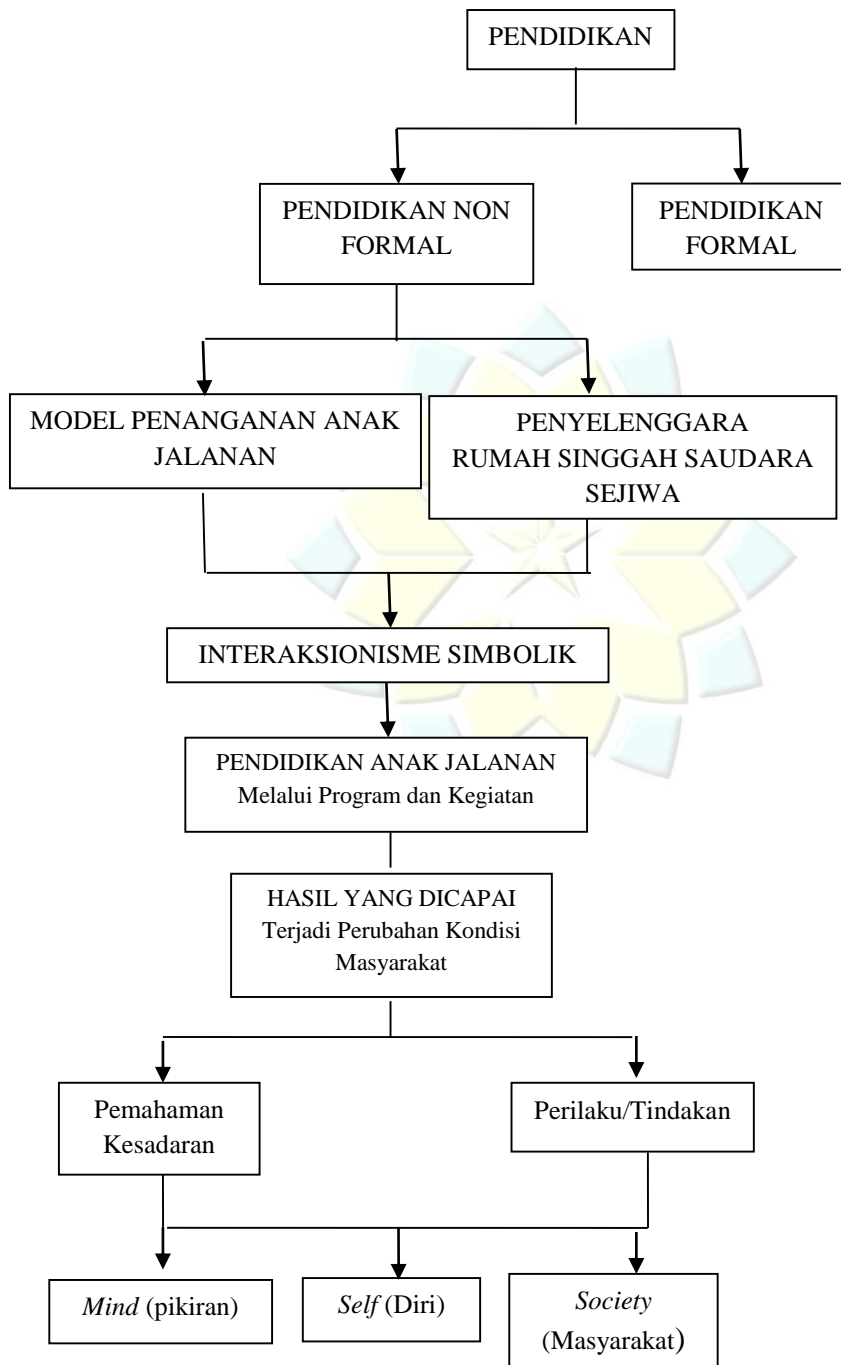 PENDIDIKAN
PENDIDIKAN NON
FORMAL
PENDIDIKAN
FORMAL
MODEL PENANGANAN ANAK
JALANAN
PENYELENGGARA
RUMAH SINGGAH SAUDARA
SEJIWA
INTERAKSIONISME SIMBOLIK
PENDIDIKAN ANAK JALANAN
Melalui Program dan Kegiatan
HASIL YANG DICAPAI
Terjadi Perubahan Kondisi
Masyarakat
Pemahaman
Kesadaran
Perilaku/Tindakan
Mind (pikiran)
Self (Diri)
Society
(Masyarakat)